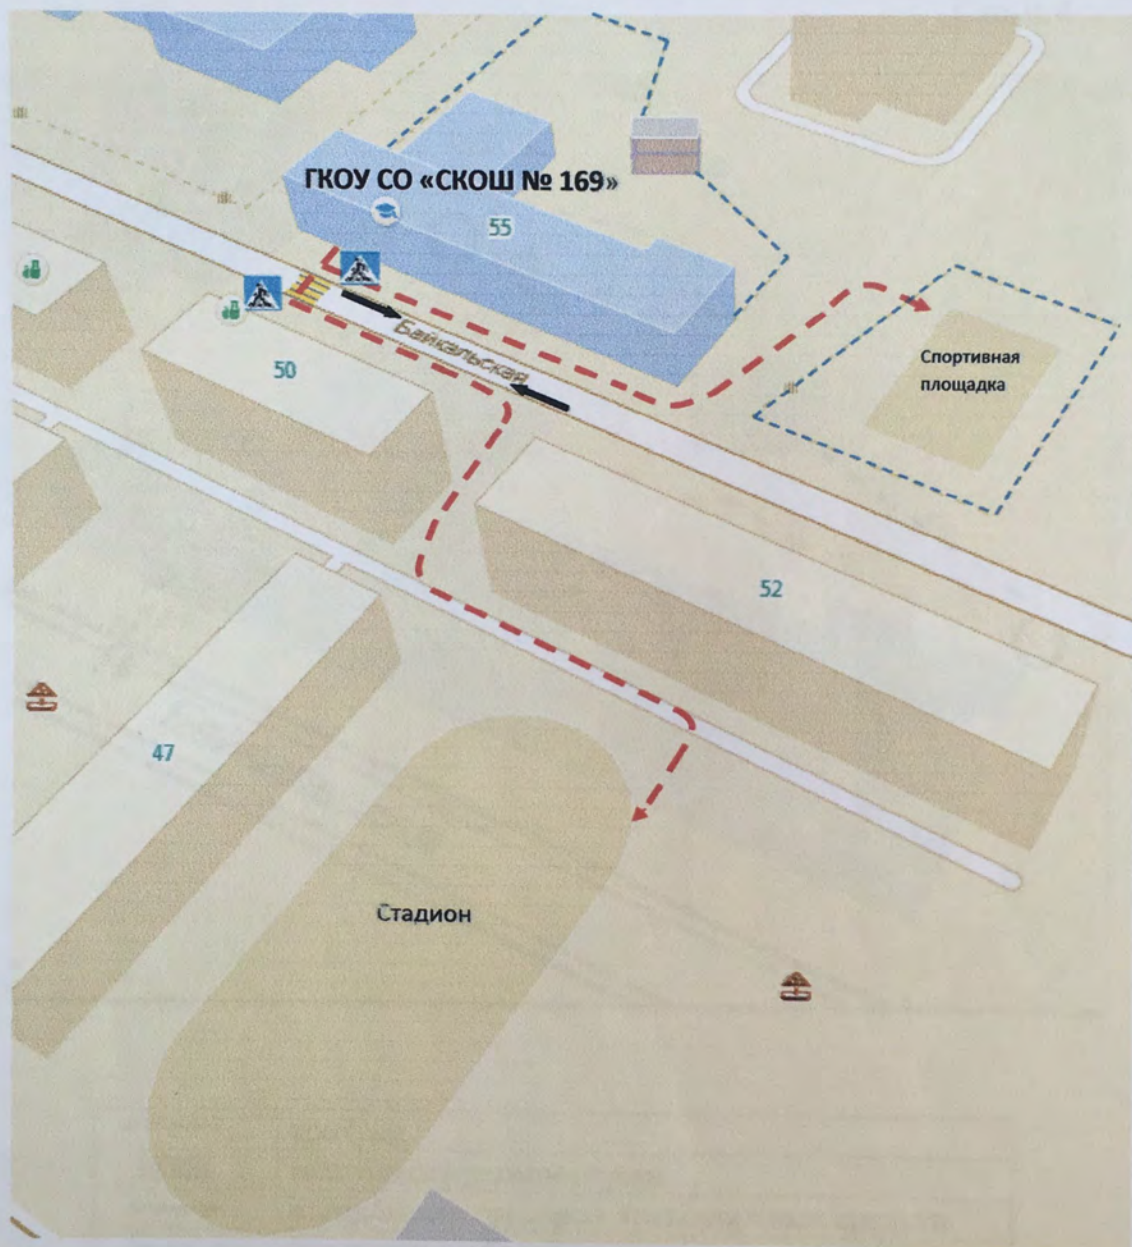 ГКОУ СО «СКОШ № 169»
55
Байкальская
50
Спортивная
площадка
52
47
Стадион